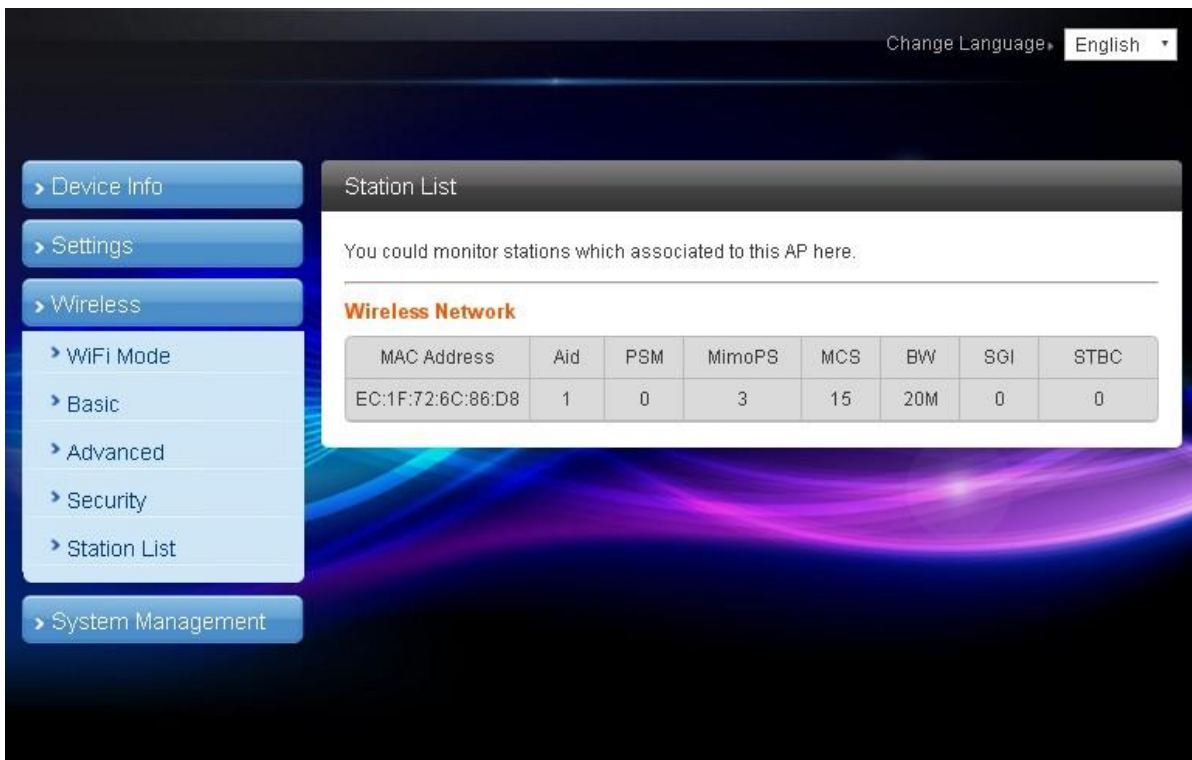 Change Language
English
Device Info
Settings
Wireless
WiFi Mode
Basic
Advanced
Security
Station List
System Management
Station List
You could monitor stations which associated to this AP here.
Wireless Network
MAC Address Aid PSM MimoPS MCS BW SGI STBC
EC:1F:72:6C:86:D8 1 0 3 15 20M 0 0